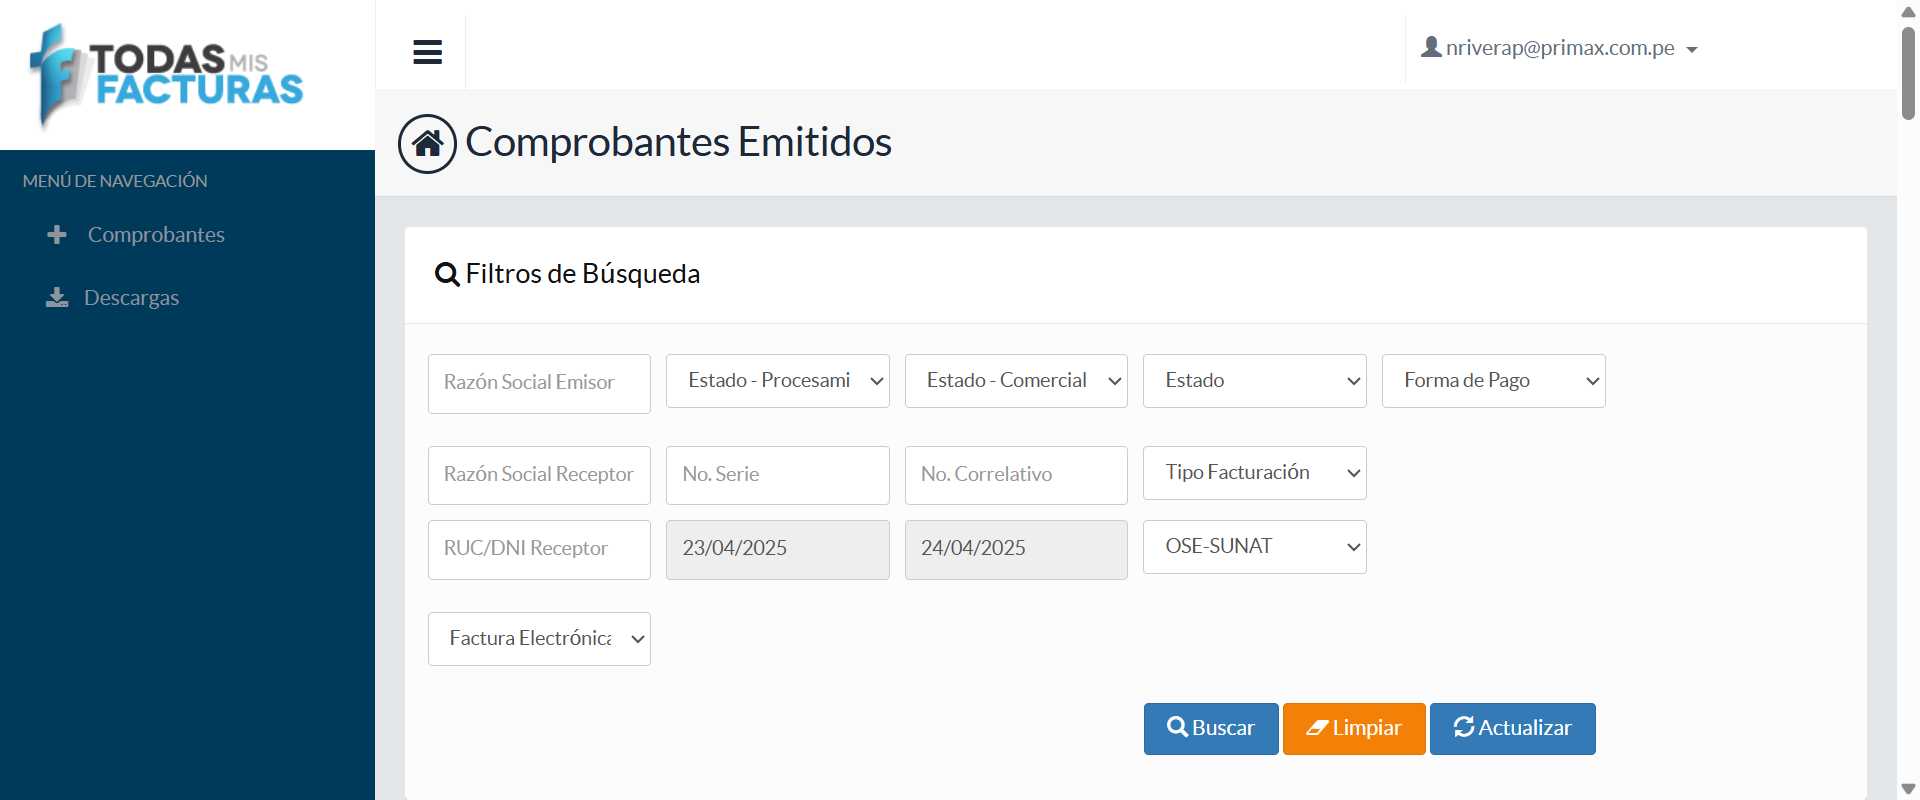 TODAS MIS
FACTURAS
nriverap@primax.com.pe
Comprobantes Emitidos
MENÚ DE NAVEGACIÓN
Comprobantes
Descargas
Filtros de Búsqueda
Razón Social Emisor
Estado - Procesami
Estado - Comercial
Estado
Forma de Pago
Razón Social Receptor
No. Serie
No. Correlativo
Tipo Facturación
RUC/DNI Receptor
23/04/2025
24/04/2025
OSE-SUNAT
Factura Electrónica
Buscar
Limpiar
Actualizar